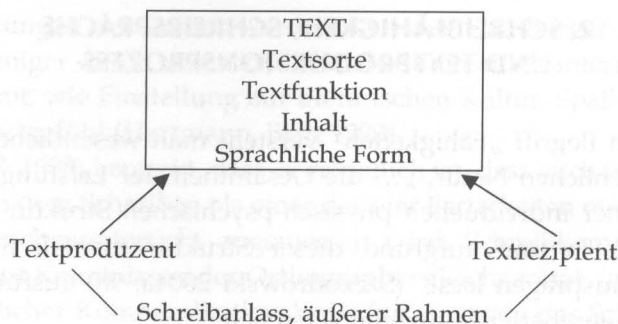 TEXT
Textsorte
Textfunktion
Inhalt
Sprachliche Form
Textproduzent Textrezipient
Schreibanlass, äußerer Rahmen